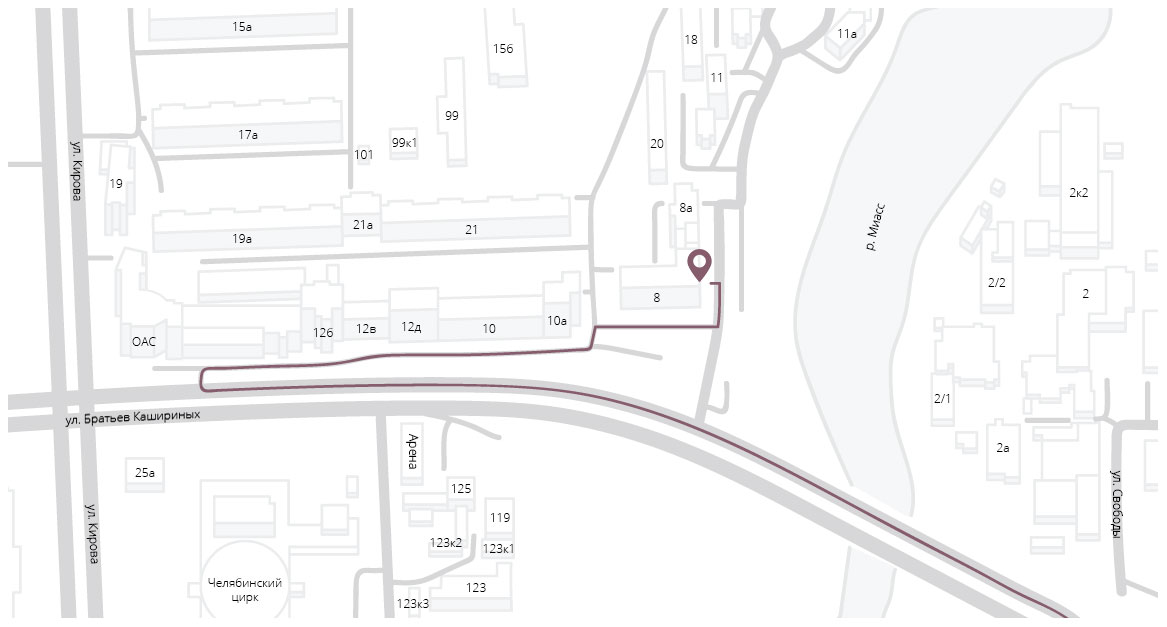 15а
15б
18
11а
11
99
17а
99к1
101
20
ул. Кирова
19
2к2
8а
р. Миасс
21а
21
19а
2/2
2
8
10а
12б
12в
12д
10
ОАС
2/1
ул. Братьев Кашириных
Арена
2а
25а
125
ул. Свободы
119
ул. Кирова
123к2
123к1
Челябинский
цирк
123
123к3